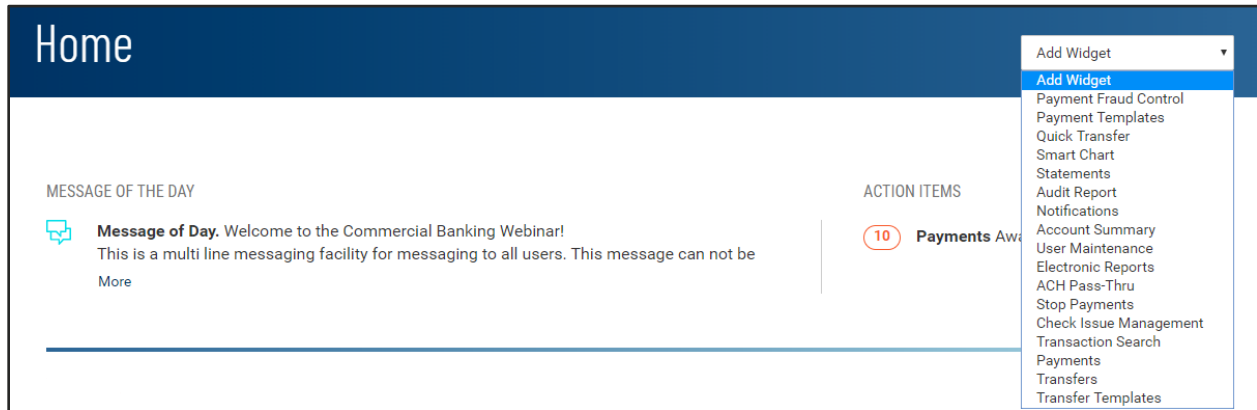 Home
Add Widget
Add Widget
Payment Fraud Control
Payment Templates
Quick Transfer
Smart Chart
Statements
Audit Report
Notifications
Account Summary
User Maintenance
Electronic Reports
ACH Pass-Thru
Stop Payments
Check Issue Management
Transaction Search
Payments
Transfers
Transfer Templates
MESSAGE OF THE DAY
Message of Day. Welcome to the Commercial Banking Webinar!
This is a multi line messaging facility for messaging to all users. This message can not be
More
ACTION ITEMS
10 Payments